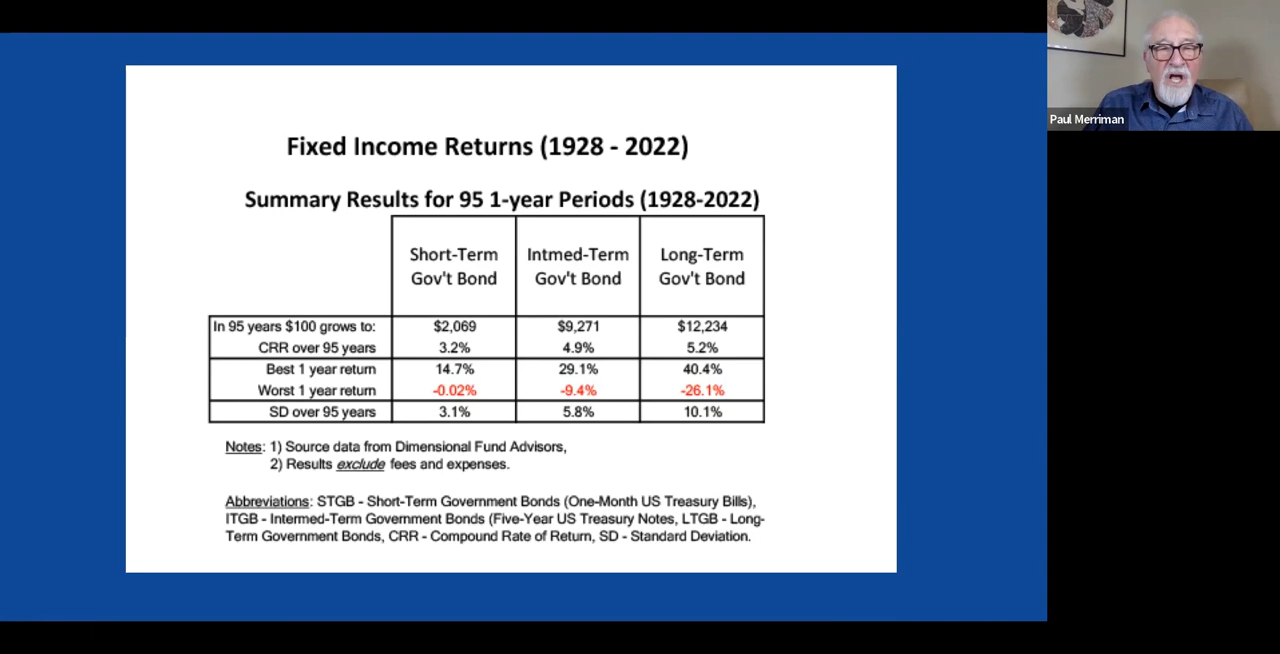 Fixed Income Returns (1928 - 2022)
Summary Results for 95 1-year Periods (1928-2022)
Short-Term Gov't Bond
Intmed-Term Gov't Bond
Long-Term Gov't Bond
In 95 years $100 grows to: $2,069 $9,271 $12,234
CRR over 95 years 3.2% 4.9% 5.2%
Best 1 year return 14.7% 29.1% 40.4%
Worst 1 year return -0.02% -9.4% -26.1%
SD over 95 years 3.1% 5.8% 10.1%
Notes: 1) Source data from Dimensional Fund Advisors,
2) Results exclude fees and expenses.
Abbreviations: STGB - Short-Term Government Bonds (One-Month US Treasury Bills),
ITGB - Intermed-Term Government Bonds (Five-Year US Treasury Notes, LTGB - Long-
Term Government Bonds, CRR - Compound Rate of Return, SD - Standard Deviation.
Paul Merriman